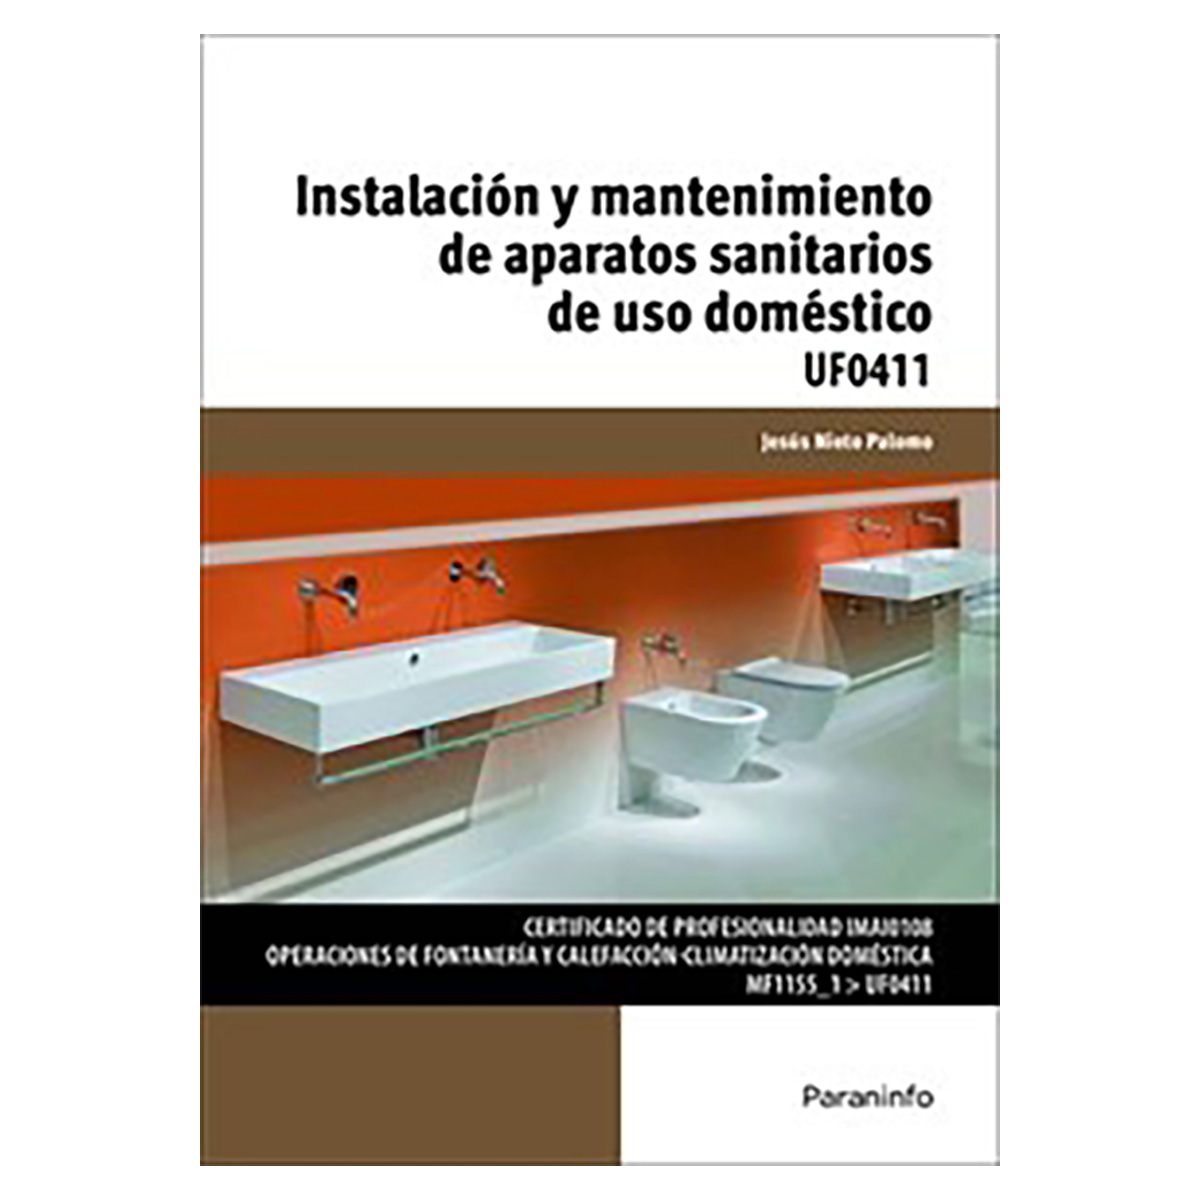 Instalación y mantenimiento
de aparatos sanitarios
de uso doméstico
UF0411
Jesús Nieto Palomo
CERTIFICADO DE PROFESIONALIDAD IMAI0108
OPERACIONES DE FONTANERÍA Y CALEFACCIÓN-CLIMATIZACIÓN DOMÉSTICA
MF1155_1 > UF0411
Paraninfo